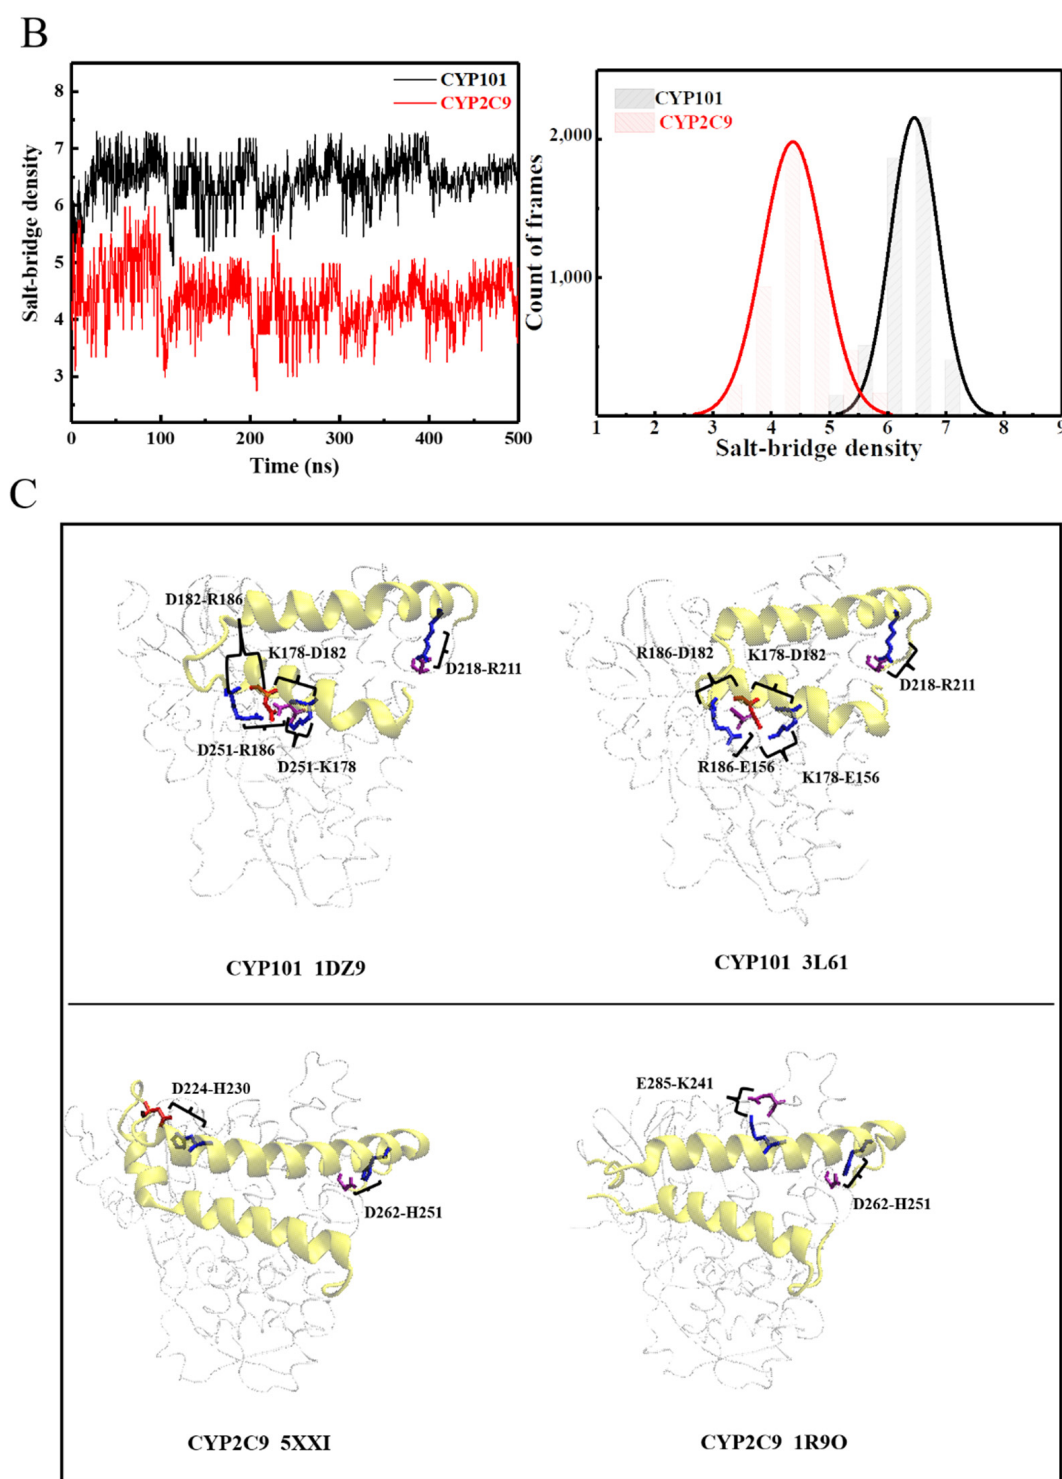 B
CYP101
CYP2C9
8
7
6
5
4
3
0 100 200 300 400 500
Salt-bridge density
Time (ns)
CYP101
CYP2C9
2,000
1,000
1 2 3 4 5 6 7 8 9
Count of frames
Salt-bridge density
C
D182-R186
K178-D182
D218-R211
D251-R186
D251-K178
CYP101 1DZ9
R186-D182 K178-D182
D218-R211
R186-E156
K178-E156
CYP101 3L61
D224-H230
D262-H251
CYP2C9 5XXI
E285-K241
D262-H251
CYP2C9 1R9O